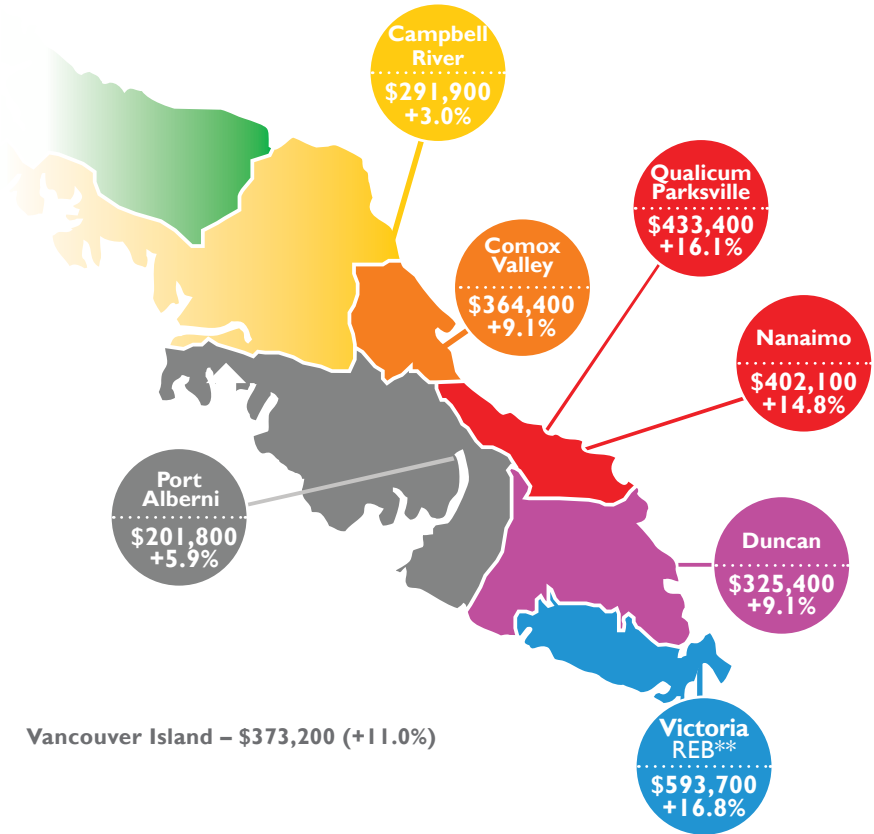 Campbell
River
$291,900
+3.0%
Qualicum
Parksville
$433,400
+16.1%
Comox
Valley
$364,400
+9.1%
Nanaimo
$402,100
+14.8%
Port
Alberni
$201,800
+5.9%
Duncan
$325,400
+9.1%
Vancouver Island – $373,200 (+11.0%)
Victoria
REB**
$593,700
+16.8%